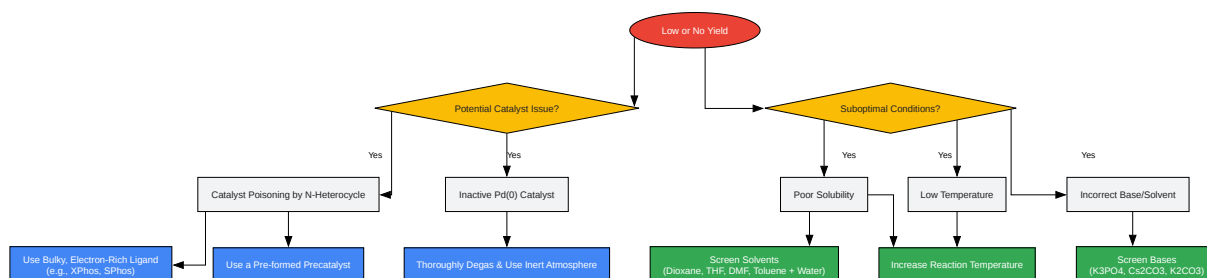 Low or No Yield
Potential Catalyst Issue?
Suboptimal Conditions?
Yes
Yes
Yes
Yes
Yes
Catalyst Poisoning by N-Heterocycle
Inactive Pd(0) Catalyst
Poor Solubility
Low Temperature
Incorrect Base/Solvent
Use Bulky, Electron-Rich Ligand
(e.g., XPhos, SPhos)
Use a Pre-formed Precatalyst
Thoroughly Degas & Use Inert Atmosphere
Screen Solvents
(Dioxane, THF, DMF, Toluene + Water)
Increase Reaction Temperature
Screen Bases
(K3PO4, Cs2CO3, K2CO3)